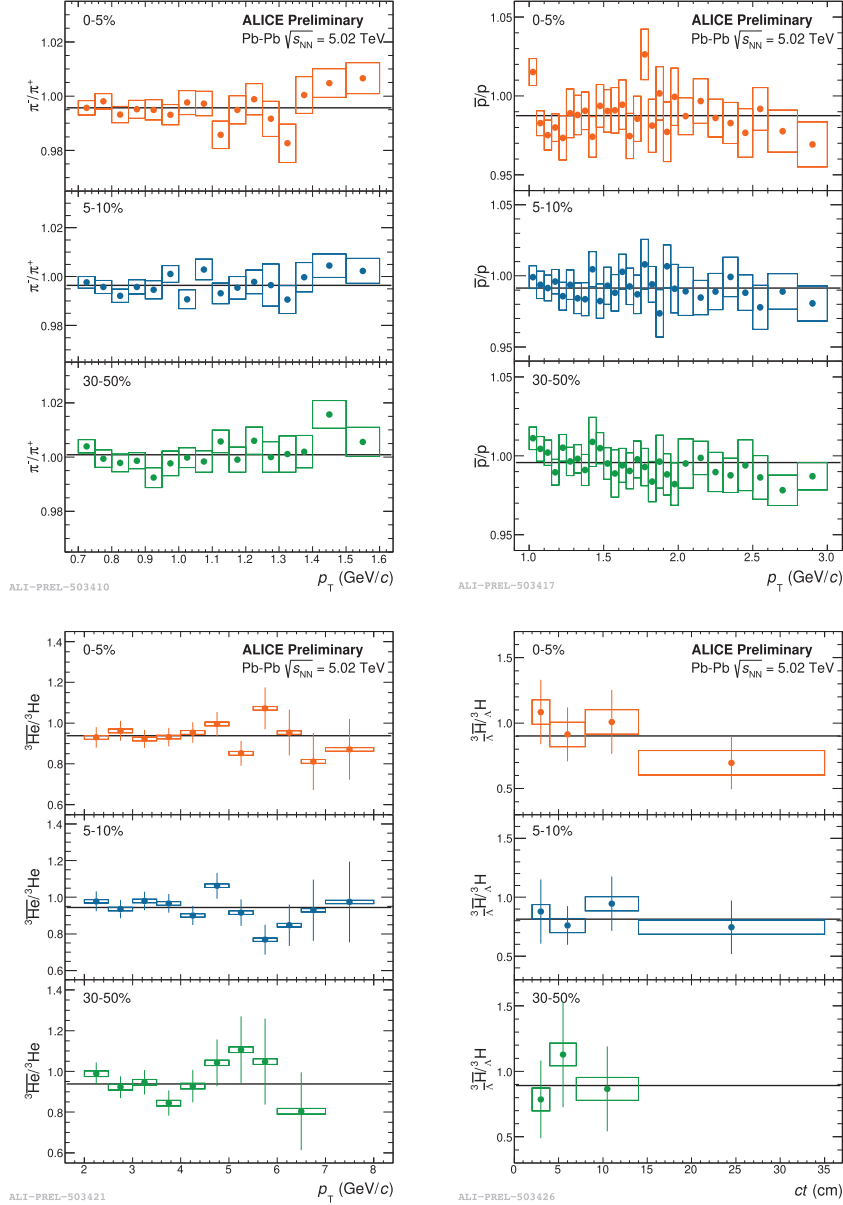 0-5%
ALICE Preliminary
Pb-Pb √sNN = 5.02 TeV
π-/π+
1.02
1.00
0.98
5-10%
π-/π+
1.02
1.00
0.98
30-50%
π-/π+
1.02
1.00
0.98
0.7 0.8 0.9 1.0 1.1 1.2 1.3 1.4 1.5 1.6
pT (GeV/c)
ALI-PREL-503410
0-5%
ALICE Preliminary
Pb-Pb √sNN = 5.02 TeV
p̅/p
1.05
1.00
0.95
5-10%
p̅/p
1.05
1.00
0.95
30-50%
p̅/p
1.05
1.00
0.95
1.0 1.5 2.0 2.5 3.0
pT (GeV/c)
ALI-PREL-503417
0-5%
ALICE Preliminary
Pb-Pb √sNN = 5.02 TeV
3H̅e̅/3He
1.4
1.2
1.0
0.8
0.6
5-10%
3H̅e̅/3He
1.4
1.2
1.0
0.8
0.6
30-50%
3H̅e̅/3He
1.4
1.2
1.0
0.8
0.6
2 3 4 5 6 7 8
pT (GeV/c)
ALI-PREL-503421
0-5%
ALICE Preliminary
Pb-Pb √sNN = 5.02 TeV
3Λ̅H̅/3ΛH
1.5
1.0
0.5
5-10%
3Λ̅H̅/3ΛH
1.5
1.0
0.5
30-50%
3Λ̅H̅/3ΛH
1.5
1.0
0.5
0 5 10 15 20 25 30 35
ct (cm)
ALI-PREL-503426